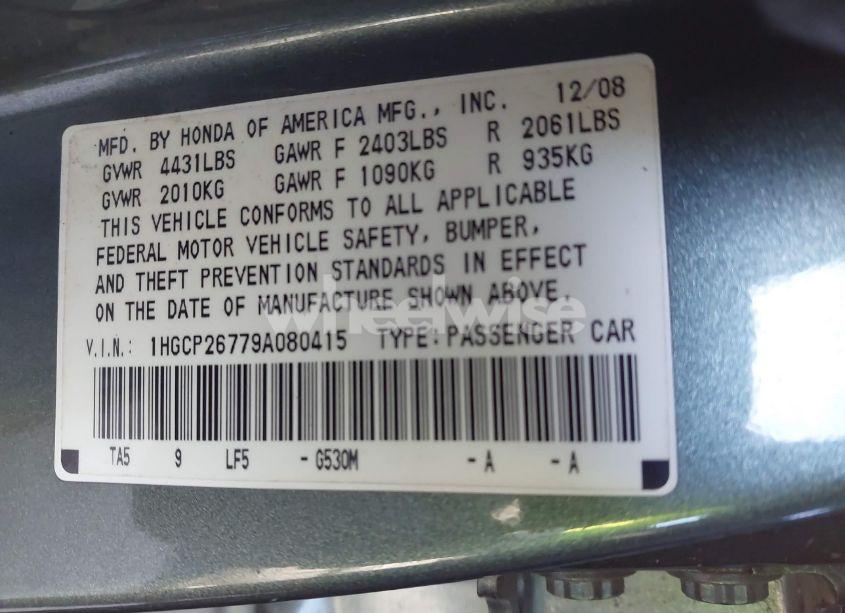 MFD. BY HONDA OF AMERICA MFG., INC. 12/08
GVWR 4431LBS GAWR F 2403LBS R 2061LBS
GVWR 2010KG GAWR F 1090KG R 935KG
THIS VEHICLE CONFORMS TO ALL APPLICABLE
FEDERAL MOTOR VEHICLE SAFETY, BUMPER,
AND THEFT PREVENTION STANDARDS IN EFFECT
ON THE DATE OF MANUFACTURE SHOWN ABOVE.
wheelwise
V.I.N.: 1HGCP26779A080415 TYPE:PASSENGER CAR
TA5 9 LF5 -G530M -A -A